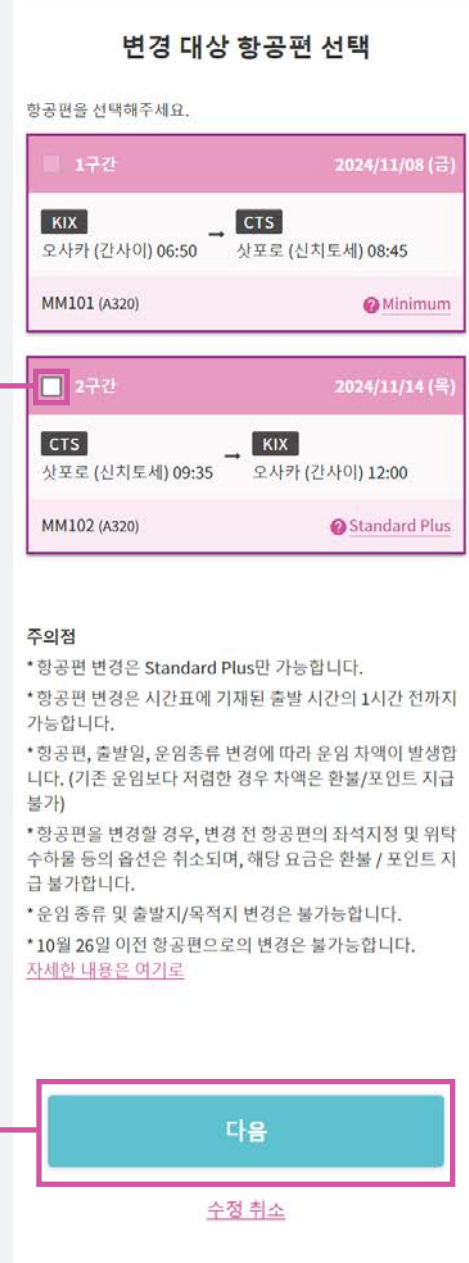 변경 대상 항공편 선택
항공편을 선택해주세요.
1구간 2024/11/08 (금)
KIX → CTS
오사카 (간사이) 06:50 삿포로 (신치토세) 08:45
MM101 (A320) ? Minimum
2구간 2024/11/14 (목)
CTS → KIX
삿포로 (신치토세) 09:35 오사카 (간사이) 12:00
MM102 (A320) ? Standard Plus
주의점
* 항공편 변경은 Standard Plus만 가능합니다.
* 항공편 변경은 시간표에 기재된 출발 시간의 1시간 전까지
가능합니다.
* 항공편, 출발일, 운임종류 변경에 따라 운임 차액이 발생합
니다. (기존 운임보다 저렴한 경우 차액은 환불/포인트 지급
불가)
* 항공편을 변경할 경우, 변경 전 항공편의 좌석지정 및 위탁
수하물 등의 옵션은 취소되며, 해당 요금은 환불 / 포인트 지
급 불가합니다.
* 운임 종류 및 출발지/목적지 변경은 불가능합니다.
* 10월 26일 이전 항공편으로의 변경은 불가능합니다.
자세한 내용은 여기로
다음
수정 취소